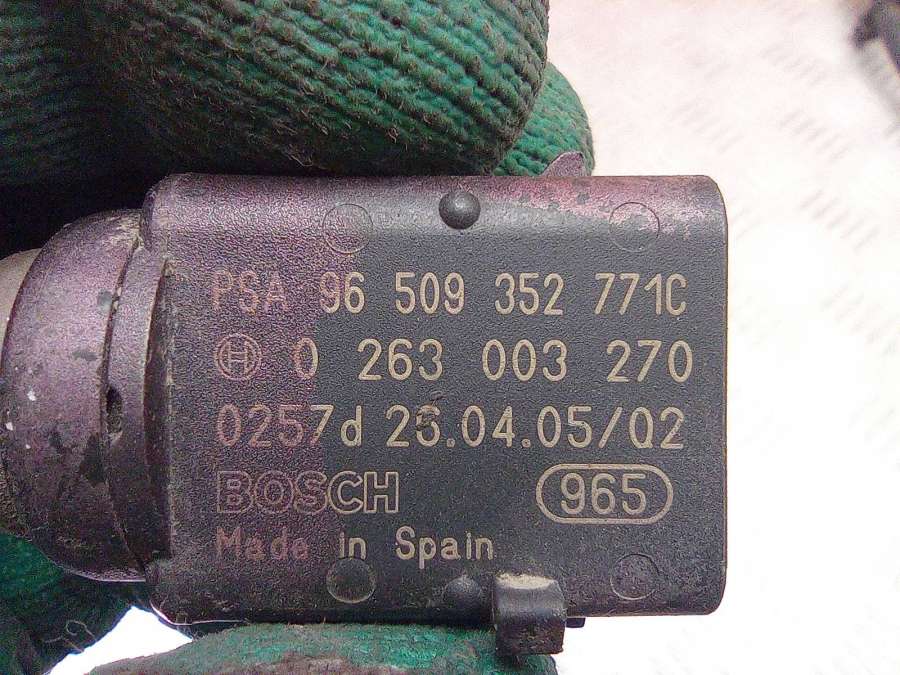 PSA 96 509 352 771C
H 0 263 003 270
0257d 26.04.05/02
BOSCH 965
Made in Spain